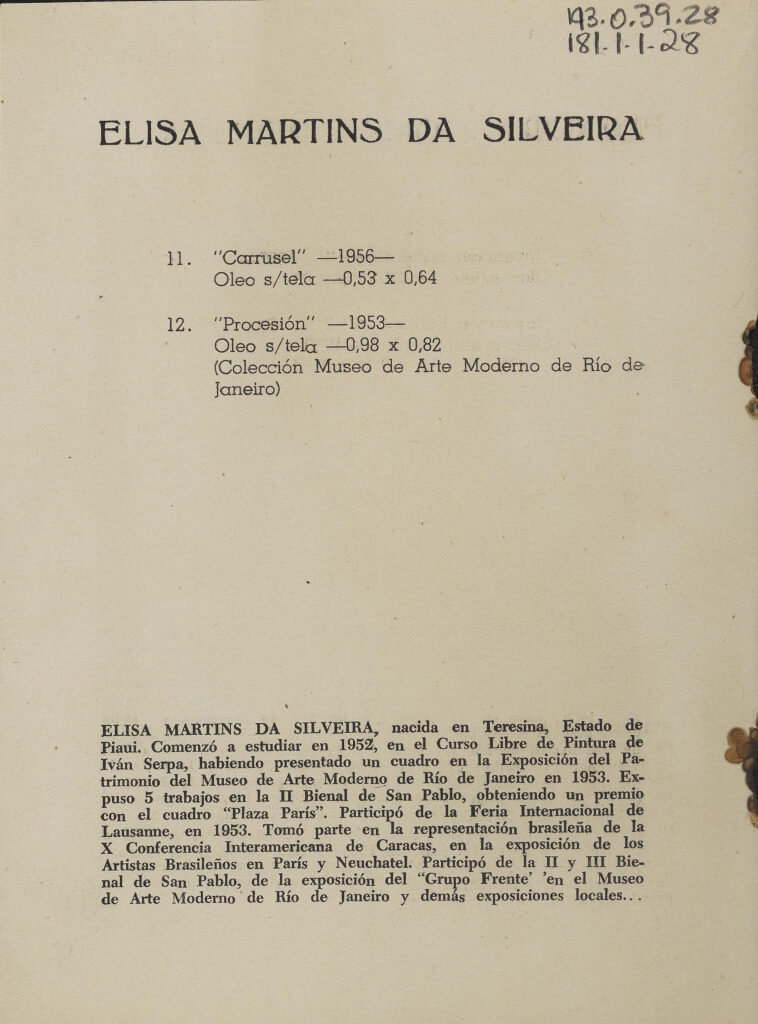 193.0.39.28
181-1-1-28
ELISA MARTINS DA SILVEIRA
11. "Carrusel" —1956—
Oleo s/tela —0,53 x 0,64
12. "Procesión" —1953—
Oleo s/tela —0,98 x 0,82
(Colección Museo de Arte Moderno de Río de
Janeiro)
ELISA MARTINS DA SILVEIRA, nacida en Teresina, Estado de
Piaui. Comenzó a estudiar en 1952, en el Curso Libre de Pintura de
Iván Serpa, habiendo presentado un cuadro en la Exposición del Pa-
trimonio del Museo de Arte Moderno de Río de Janeiro en 1953. Ex-
puso 5 trabajos en la II Bienal de San Pablo, obteniendo un premio
con el cuadro "Plaza París". Participó de la Feria Internacional de
Lausanne, en 1953. Tomó parte en la representación brasileña de la
X Conferencia Interamericana de Caracas, en la exposición de los
Artistas Brasileños en París y Neuchatel. Participó de la II y III Bie-
nal de San Pablo, de la exposición del "Grupo Frente' 'en el Museo
de Arte Moderno de Río de Janeiro y demás exposiciones locales...